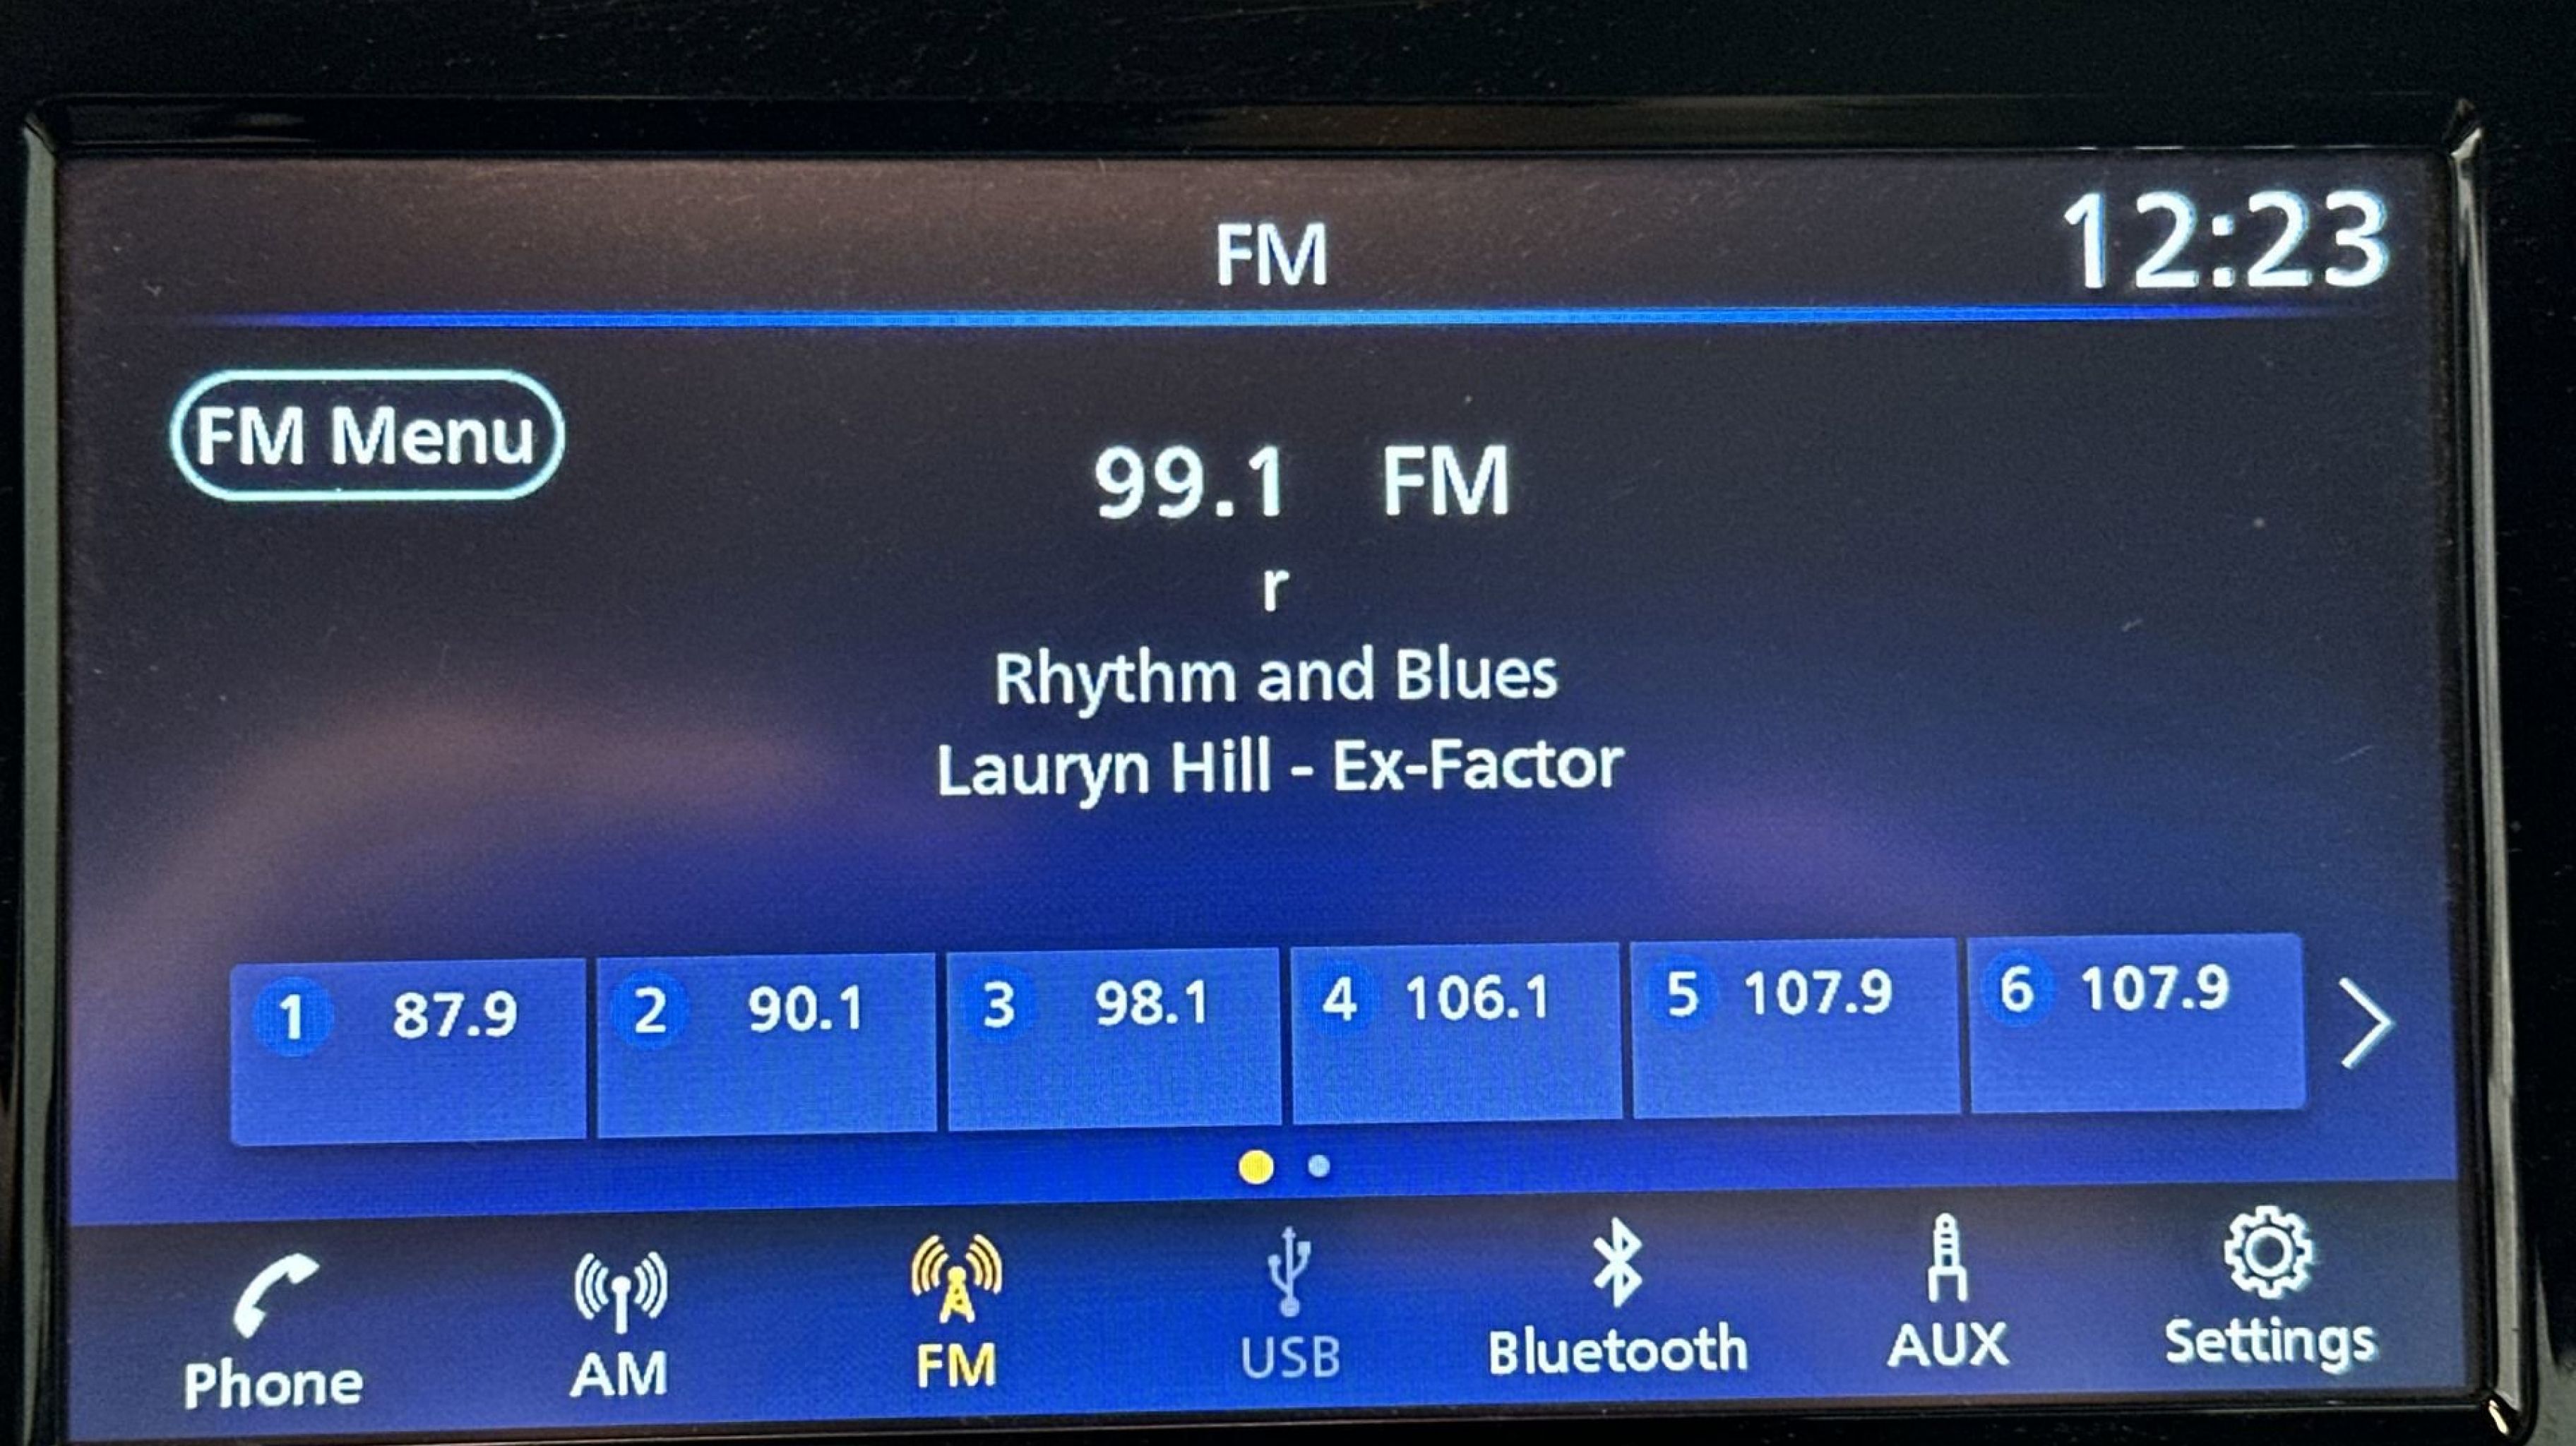 FM
12:23
FM Menu
99.1 FM
r
Rhythm and Blues
Lauryn Hill - Ex-Factor
1 87.9
2 90.1
3 98.1
4 106.1
5 107.9
6 107.9
Phone
AM
FM
USB
Bluetooth
AUX
Settings